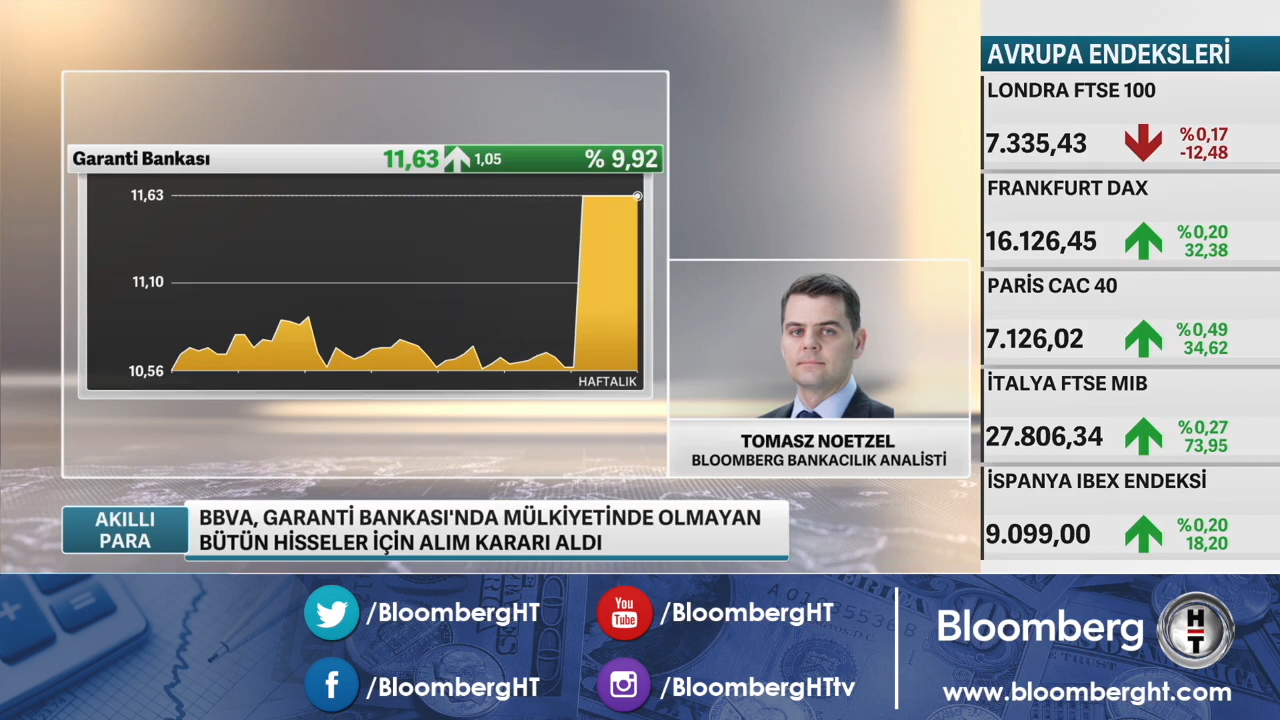 Garanti Bankası 11,63 1,05 % 9,92
11,63
11,10
10,56
HAFTALIK
TOMASZ NOETZEL
BLOOMBERG BANKACILIK ANALİSTİ
AKILLI
PARA
BBVA, GARANTİ BANKASI'NDA MÜLKİYETİNDE OLMAYAN
BÜTÜN HİSSELER İÇİN ALIM KARARI ALDI
AVRUPA ENDEKSLERİ
LONDRA FTSE 100
7.335,43
%0,17
-12,48
FRANKFURT DAX
16.126,45
%0,20
32,38
PARİS CAC 40
7.126,02
%0,49
34,62
İTALYA FTSE MIB
27.806,34
%0,27
73,95
İSPANYA IBEX ENDEKSİ
9.099,00
%0,20
18,20
/BloombergHT
You
Tube
/BloombergHT
/BloombergHT
/BloombergHTtv
Bloomberg HT
www.bloomberght.com